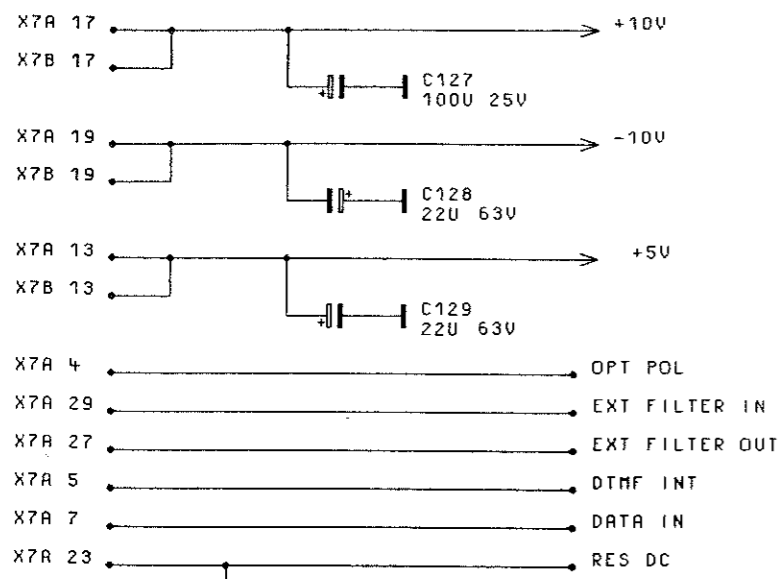 X7A 17 +10V
X7B 17
+ C127
100U 25V
X7A 19 -10V
X7B 19
+ C128
22U 63V
X7A 13 +5V
X7B 13
+ C129
22U 63V
X7A 4 OPT POL
X7A 29 EXT FILTER IN
X7A 27 EXT FILTER OUT
X7A 5 DTMF INT
X7A 7 DATA IN
X7A 23 RES DC